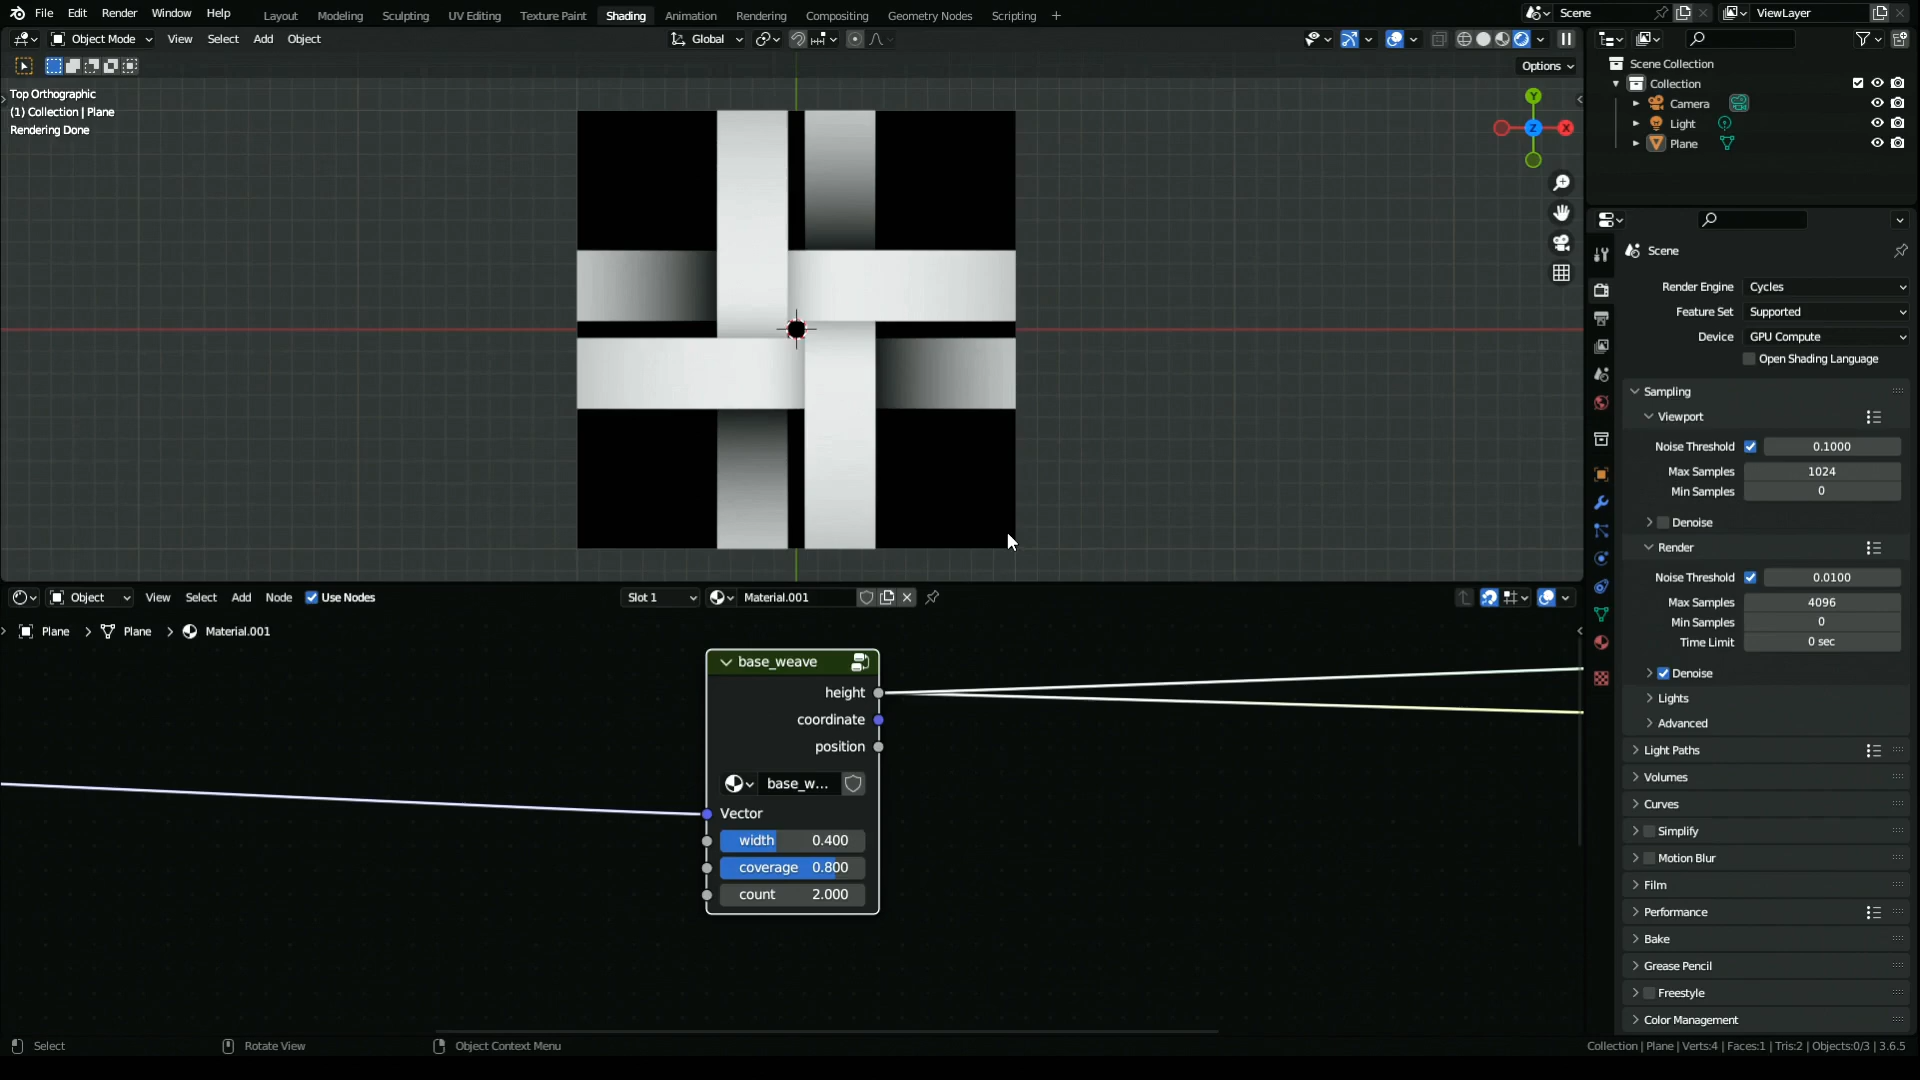 File Edit Render Window Help Layout Modeling Sculpting UV Editing Texture Paint Shading Animation Rendering Compositing Geometry Nodes Scripting + Scene ViewLayer
Object Mode View Select Add Object Global
Options
Top Orthographic
(1) Collection | Plane
Rendering Done
Y
X
Z
Scene Collection
Collection
Camera
Light
Plane
Scene
Render Engine Cycles
Feature Set Supported
Device GPU Compute
Open Shading Language
Sampling
Viewport
Noise Threshold 0.1000
Max Samples 1024
Min Samples 0
Denoise
Render
Noise Threshold 0.0100
Max Samples 4096
Min Samples 0
Time Limit 0 sec
Denoise
Lights
Advanced
Light Paths
Volumes
Curves
Simplify
Motion Blur
Film
Performance
Bake
Grease Pencil
Freestyle
Color Management
Object View Select Add Node Use Nodes Slot 1 Material.001
Plane > Plane > Material.001
base_weave
height
coordinate
position
base_w...
Vector
width 0.400
coverage 0.800
count 2.000
Select Rotate View Object Context Menu Collection | Plane | Verts:4 | Faces:1 | Tris:2 | Objects:0/3 | 3.6.5